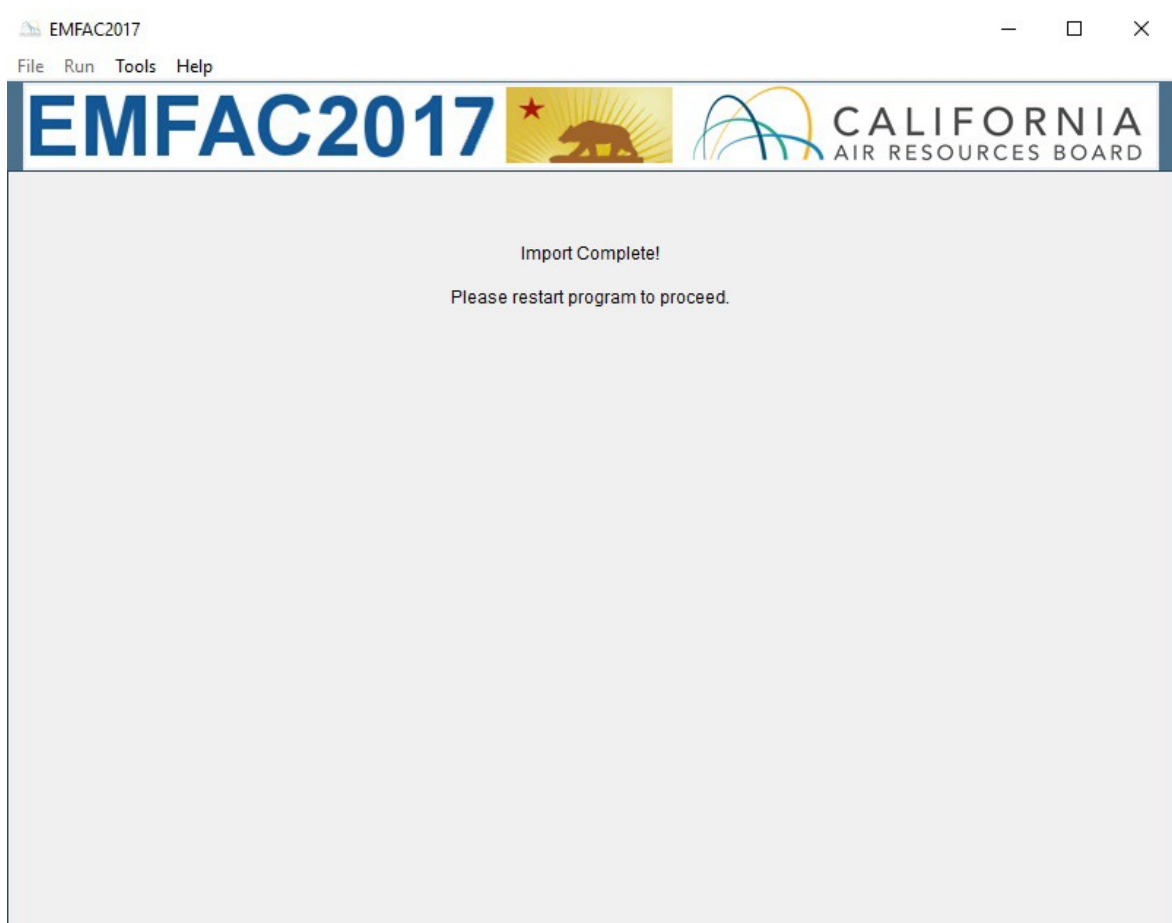 EMFAC2017
File Run Tools Help
EMFAC2017
CALIFORNIA
AIR RESOURCES BOARD
Import Complete!
Please restart program to proceed.